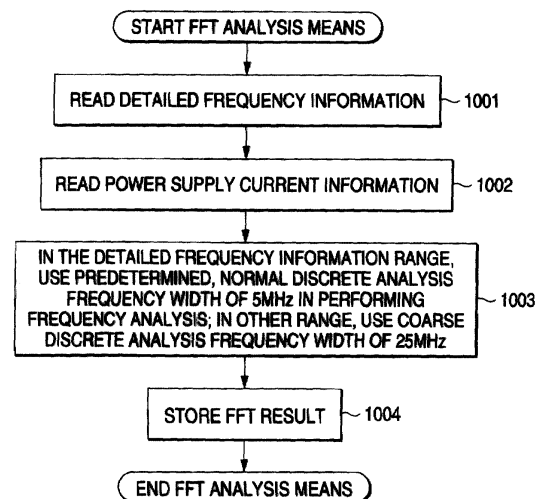 START FFT ANALYSIS MEANS
READ DETAILED FREQUENCY INFORMATION
1001
READ POWER SUPPLY CURRENT INFORMATION
1002
IN THE DETAILED FREQUENCY INFORMATION RANGE,
USE PREDETERMINED, NORMAL DISCRETE ANALYSIS
FREQUENCY WIDTH OF 5MHz IN PERFORMING
FREQUENCY ANALYSIS; IN OTHER RANGE, USE COARSE
DISCRETE ANALYSIS FREQUENCY WIDTH OF 25MHz
1003
STORE FFT RESULT
1004
END FFT ANALYSIS MEANS